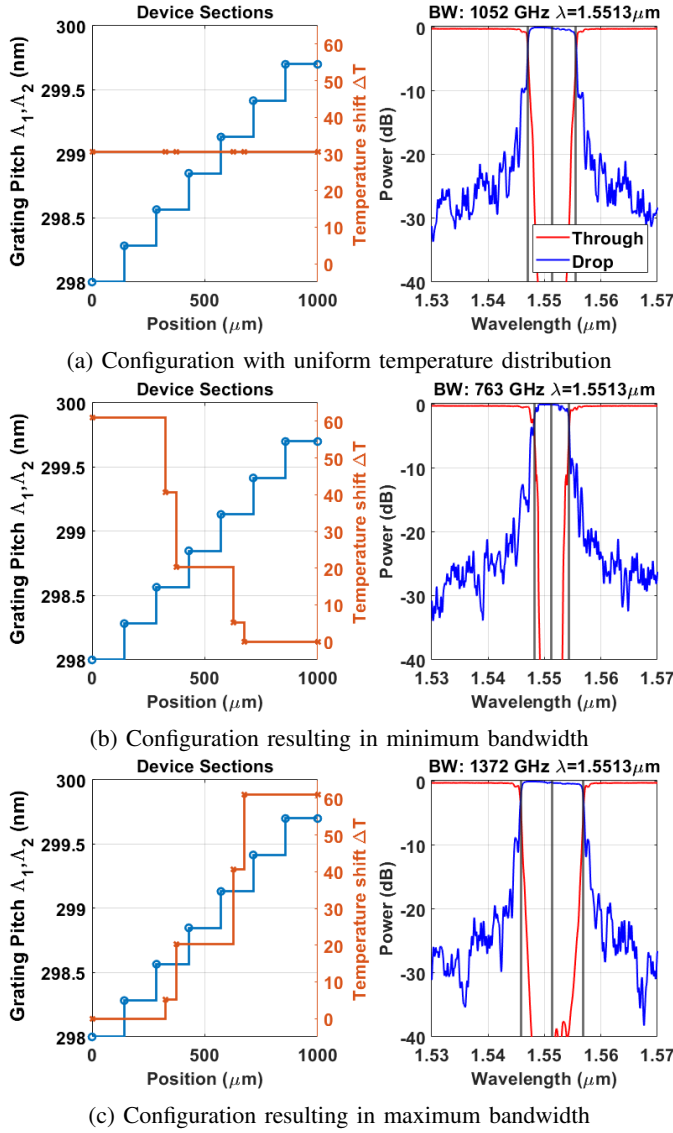 Device Sections
300
299.5
299
298.5
298
Grating Pitch Λ1,Λ2 (nm)
60
50
40
30
20
10
0
Temperature shift ΔT
0
500
1000
Position (μm)
BW: 1052 GHz λ=1.5513μm
0
-10
-20
-30
-40
Power (dB)
Through
Drop
1.53
1.54
1.55
1.56
1.57
Wavelength (μm)
(a) Configuration with uniform temperature distribution
Device Sections
300
299.5
299
298.5
298
Grating Pitch Λ1,Λ2 (nm)
60
50
40
30
20
10
0
Temperature shift ΔT
0
500
1000
Position (μm)
BW: 763 GHz λ=1.5513μm
0
-10
-20
-30
-40
Power (dB)
1.53
1.54
1.55
1.56
1.57
Wavelength (μm)
(b) Configuration resulting in minimum bandwidth
Device Sections
300
299.5
299
298.5
298
Grating Pitch Λ1,Λ2 (nm)
60
50
40
30
20
10
0
Temperature shift ΔT
0
500
1000
Position (μm)
BW: 1372 GHz λ=1.5513μm
0
-10
-20
-30
-40
Power (dB)
1.53
1.54
1.55
1.56
1.57
Wavelength (μm)
(c) Configuration resulting in maximum bandwidth